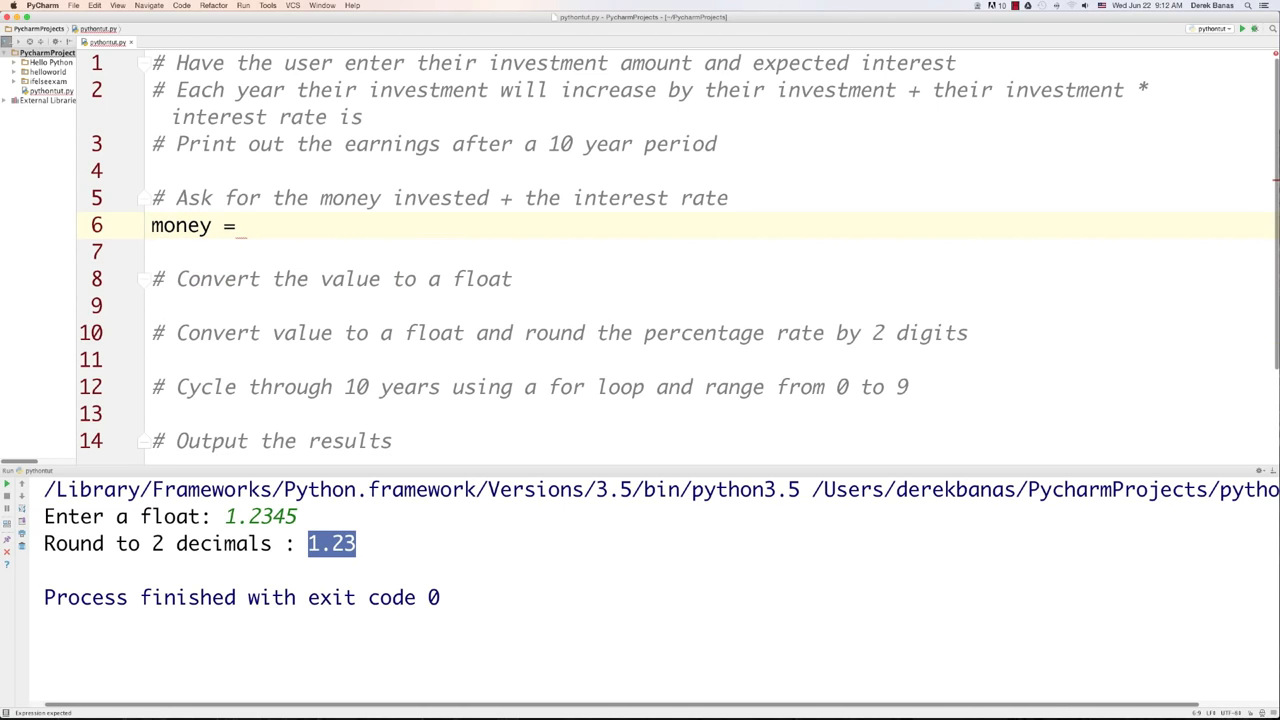 PyCharm File Edit View Navigate Code Refactor Run Tools VCS Window Help 10 Wed Jun 22 9:12 AM Derek Banas
pythontut.py - PycharmProjects - [~/PycharmProjects]
PycharmProjects pythontut.py pythontut
pythontut.py ×
PycharmProject
Hello Python
helloworld
ifelseexam
pythontut.py
External Librarie
1 # Have the user enter their investment amount and expected interest
2 # Each year their investment will increase by their investment + their investment *
interest rate is
3 # Print out the earnings after a 10 year period
4
5 # Ask for the money invested + the interest rate
6 money =
7
8 # Convert the value to a float
9
10 # Convert value to a float and round the percentage rate by 2 digits
11
12 # Cycle through 10 years using a for loop and range from 0 to 9
13
14 # Output the results
Run pythontut
/Library/Frameworks/Python.framework/Versions/3.5/bin/python3.5 /Users/derekbanas/PycharmProjects/pytho
Enter a float: 1.2345
Round to 2 decimals : 1.23
Process finished with exit code 0
Expression expected 6:9 LF÷ UTF-8÷